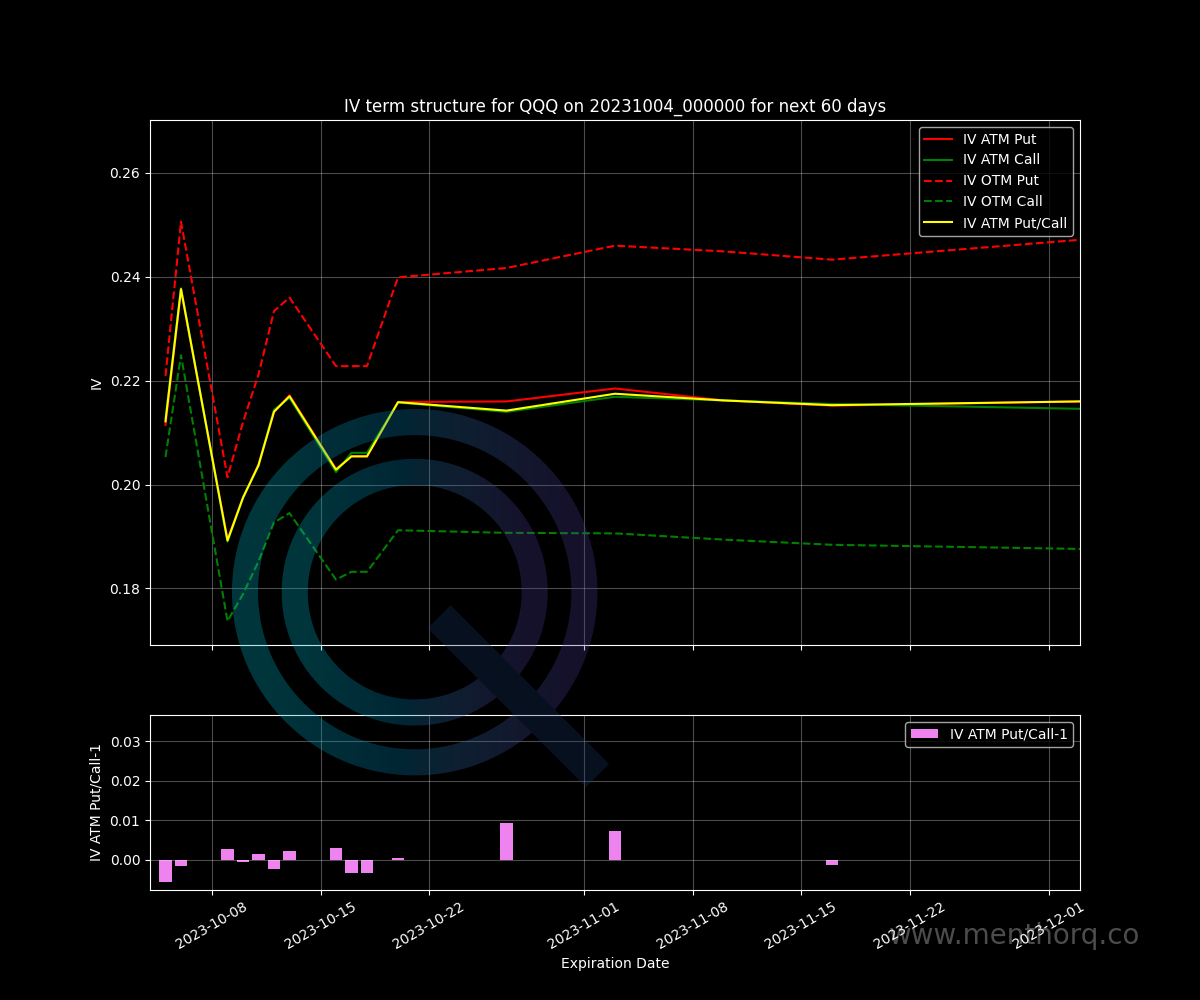 IV term structure for QQQ on 20231004_000000 for next 60 days
IV ATM Put
IV ATM Call
IV OTM Put
IV OTM Call
IV ATM Put/Call
0.26
0.24
0.22
0.20
0.18
IV
IV ATM Put/Call-1
0.03
0.02
0.01
0.00
IV ATM Put/Call-1
2023-10-08
2023-10-15
2023-10-22
2023-11-01
2023-11-08
2023-11-15
2023-11-22
2023-12-01
www.menthorq.co
Expiration Date